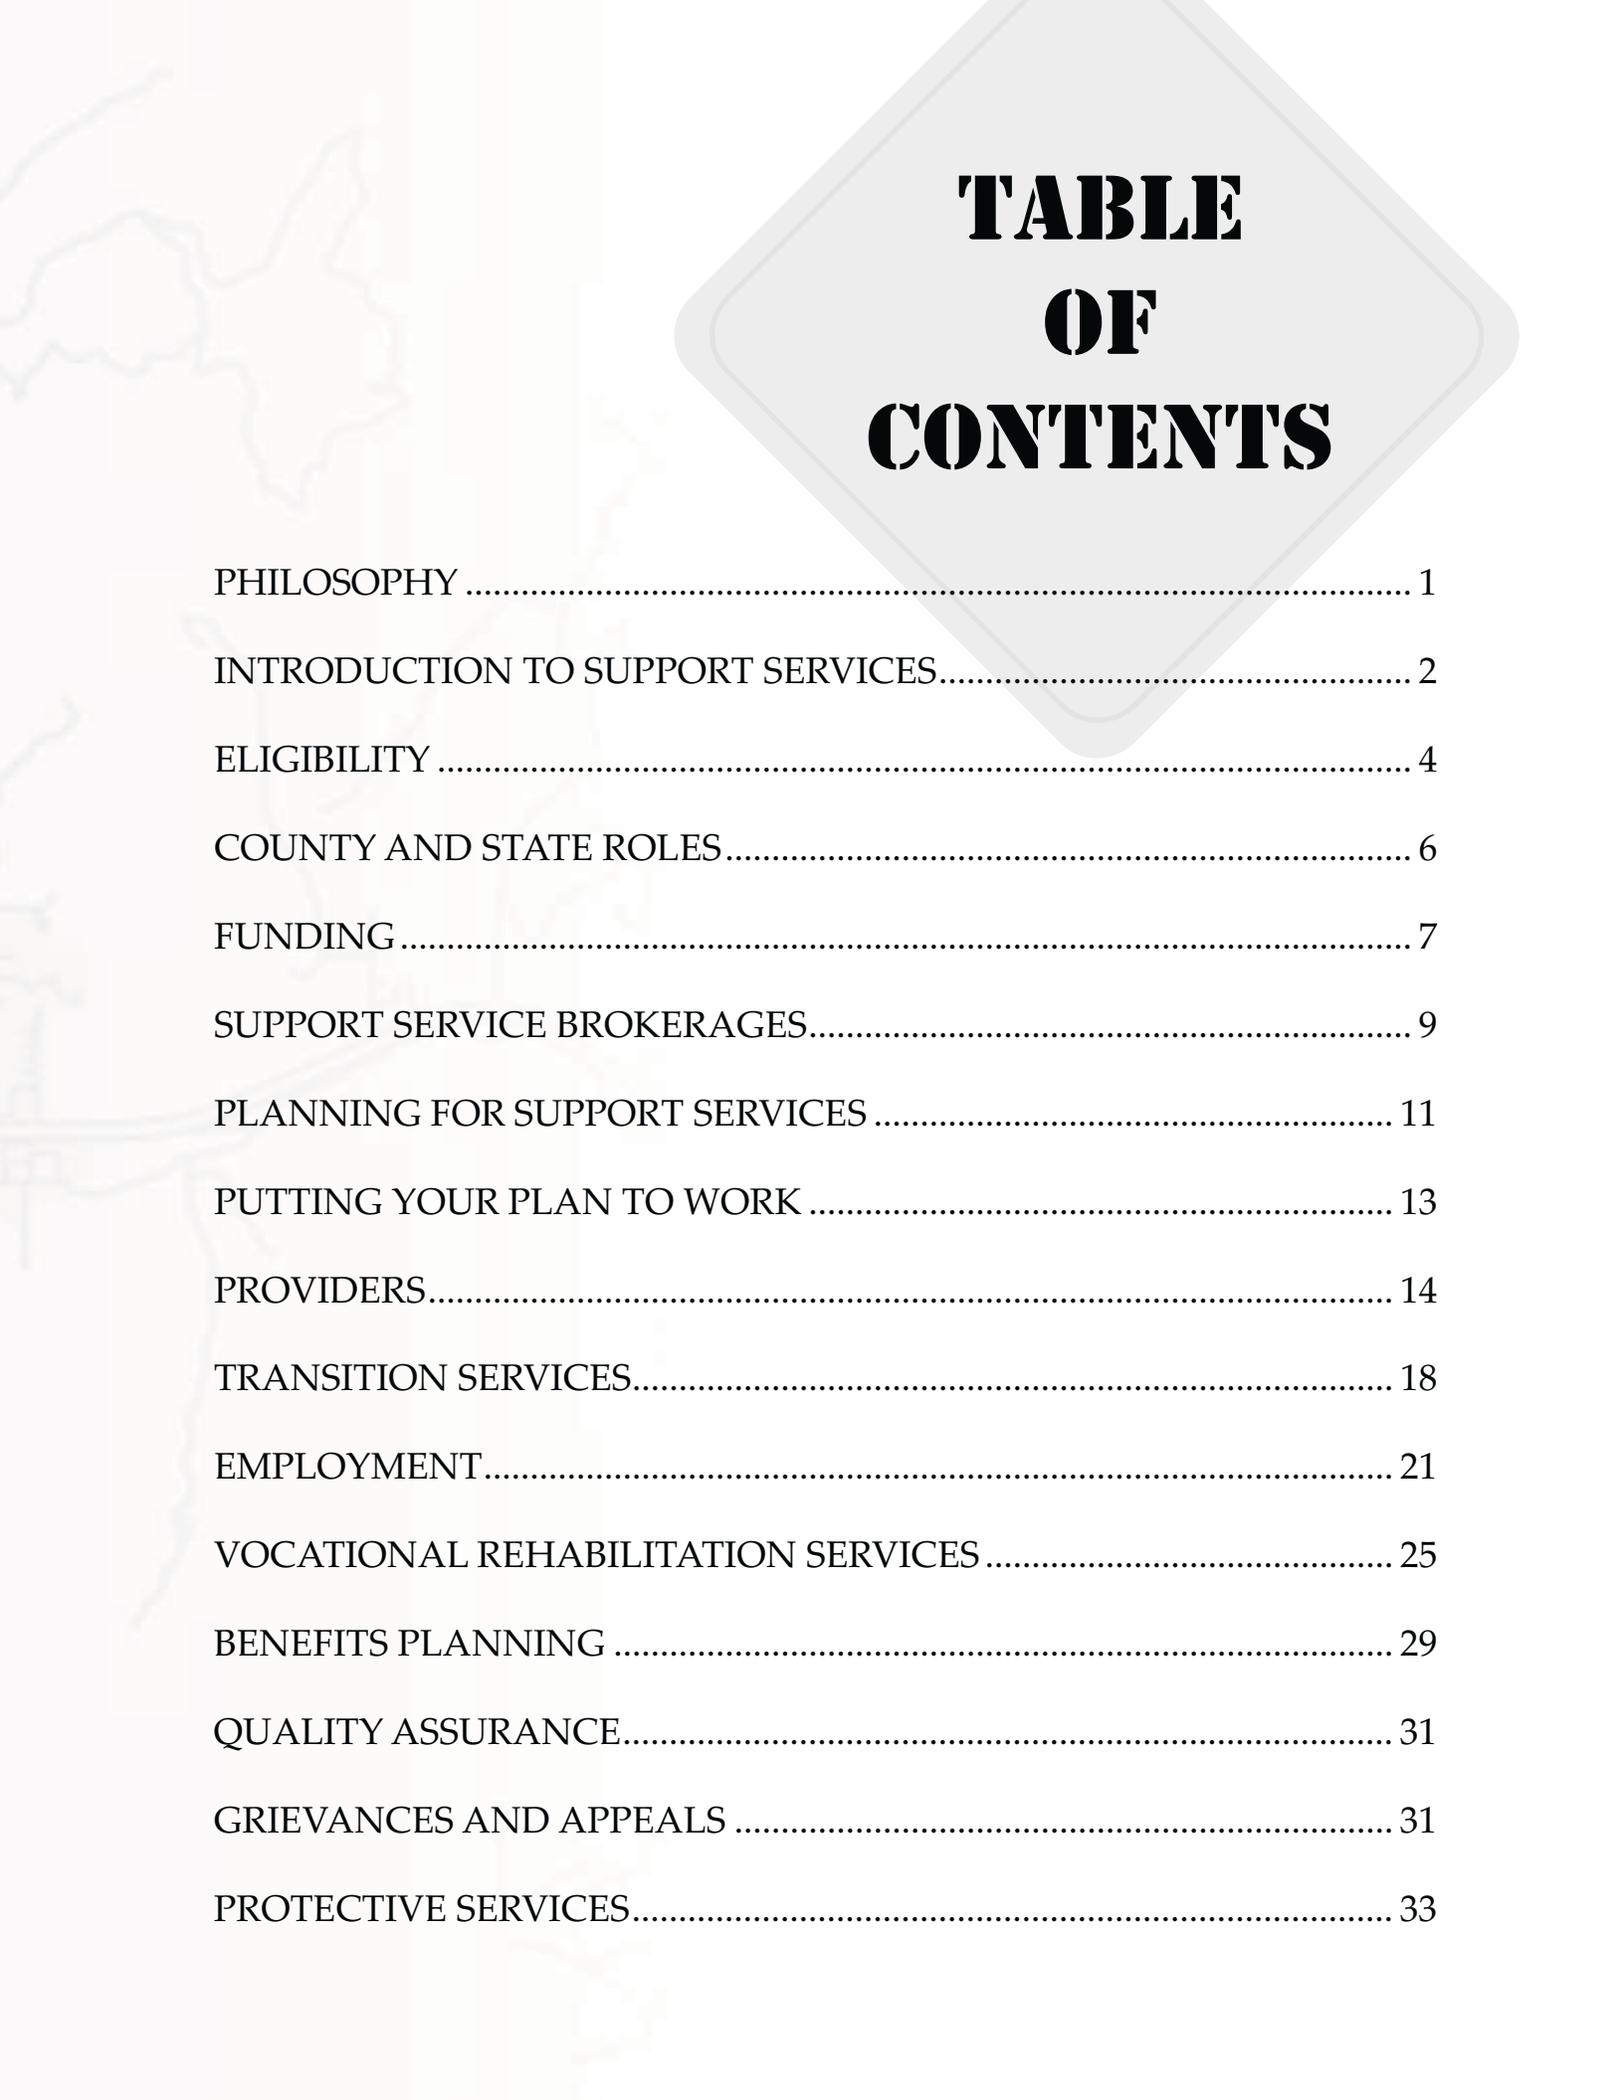 TABLE
OF
CONTENTS
PHILOSOPHY ........................................................................................................ 1
INTRODUCTION TO SUPPORT SERVICES................................................... 2
ELIGIBILITY ......................................................................................................... 4
COUNTY AND STATE ROLES.......................................................................... 6
FUNDING............................................................................................................. 7
SUPPORT SERVICE BROKERAGES................................................................. 9
PLANNING FOR SUPPORT SERVICES ........................................................ 11
PUTTING YOUR PLAN TO WORK ............................................................... 13
PROVIDERS........................................................................................................ 14
TRANSITION SERVICES.................................................................................. 18
EMPLOYMENT.................................................................................................. 21
VOCATIONAL REHABILITATION SERVICES ............................................ 25
BENEFITS PLANNING .................................................................................... 29
QUALITY ASSURANCE................................................................................... 31
GRIEVANCES AND APPEALS ....................................................................... 31
PROTECTIVE SERVICES.................................................................................. 33